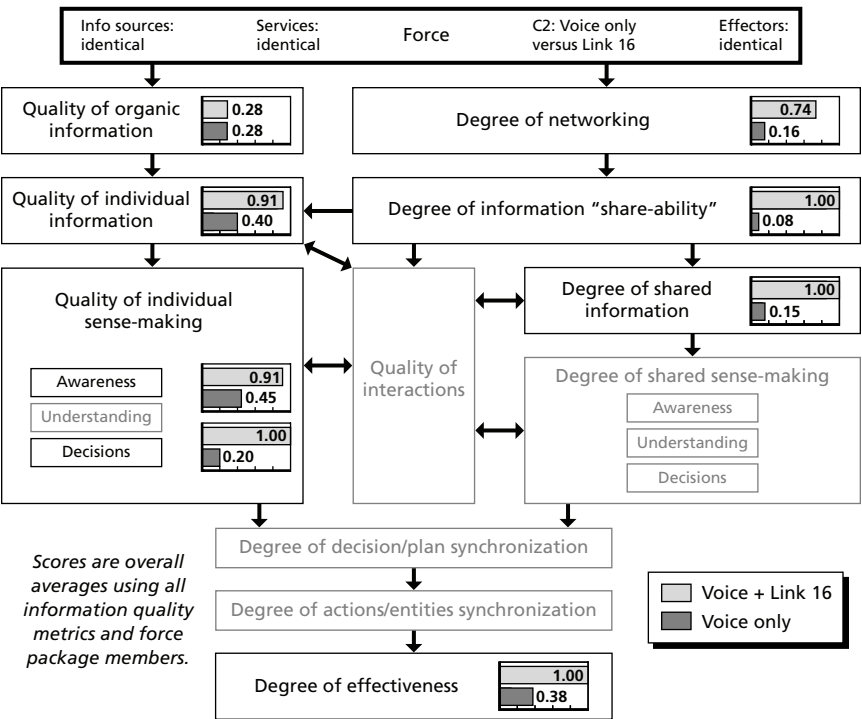 Info sources:
identical
Services:
identical
Force
C2: Voice only
versus Link 16
Effectors:
identical
Quality of organic
information
0.28
0.28
Degree of networking
0.74
0.16
Quality of individual
information
0.91
0.40
Degree of information “share-ability”
1.00
0.08
Quality of individual
sense-making
Awareness
Understanding
Decisions
0.91
0.45
1.00
0.20
Quality of
interactions
Degree of shared
information
1.00
0.15
Degree of shared sense-making
Awareness
Understanding
Decisions
Degree of decision/plan synchronization
Degree of actions/entities synchronization
Degree of effectiveness
1.00
0.38
Scores are overall
averages using all
information quality
metrics and force
package members.
Voice + Link 16
Voice only